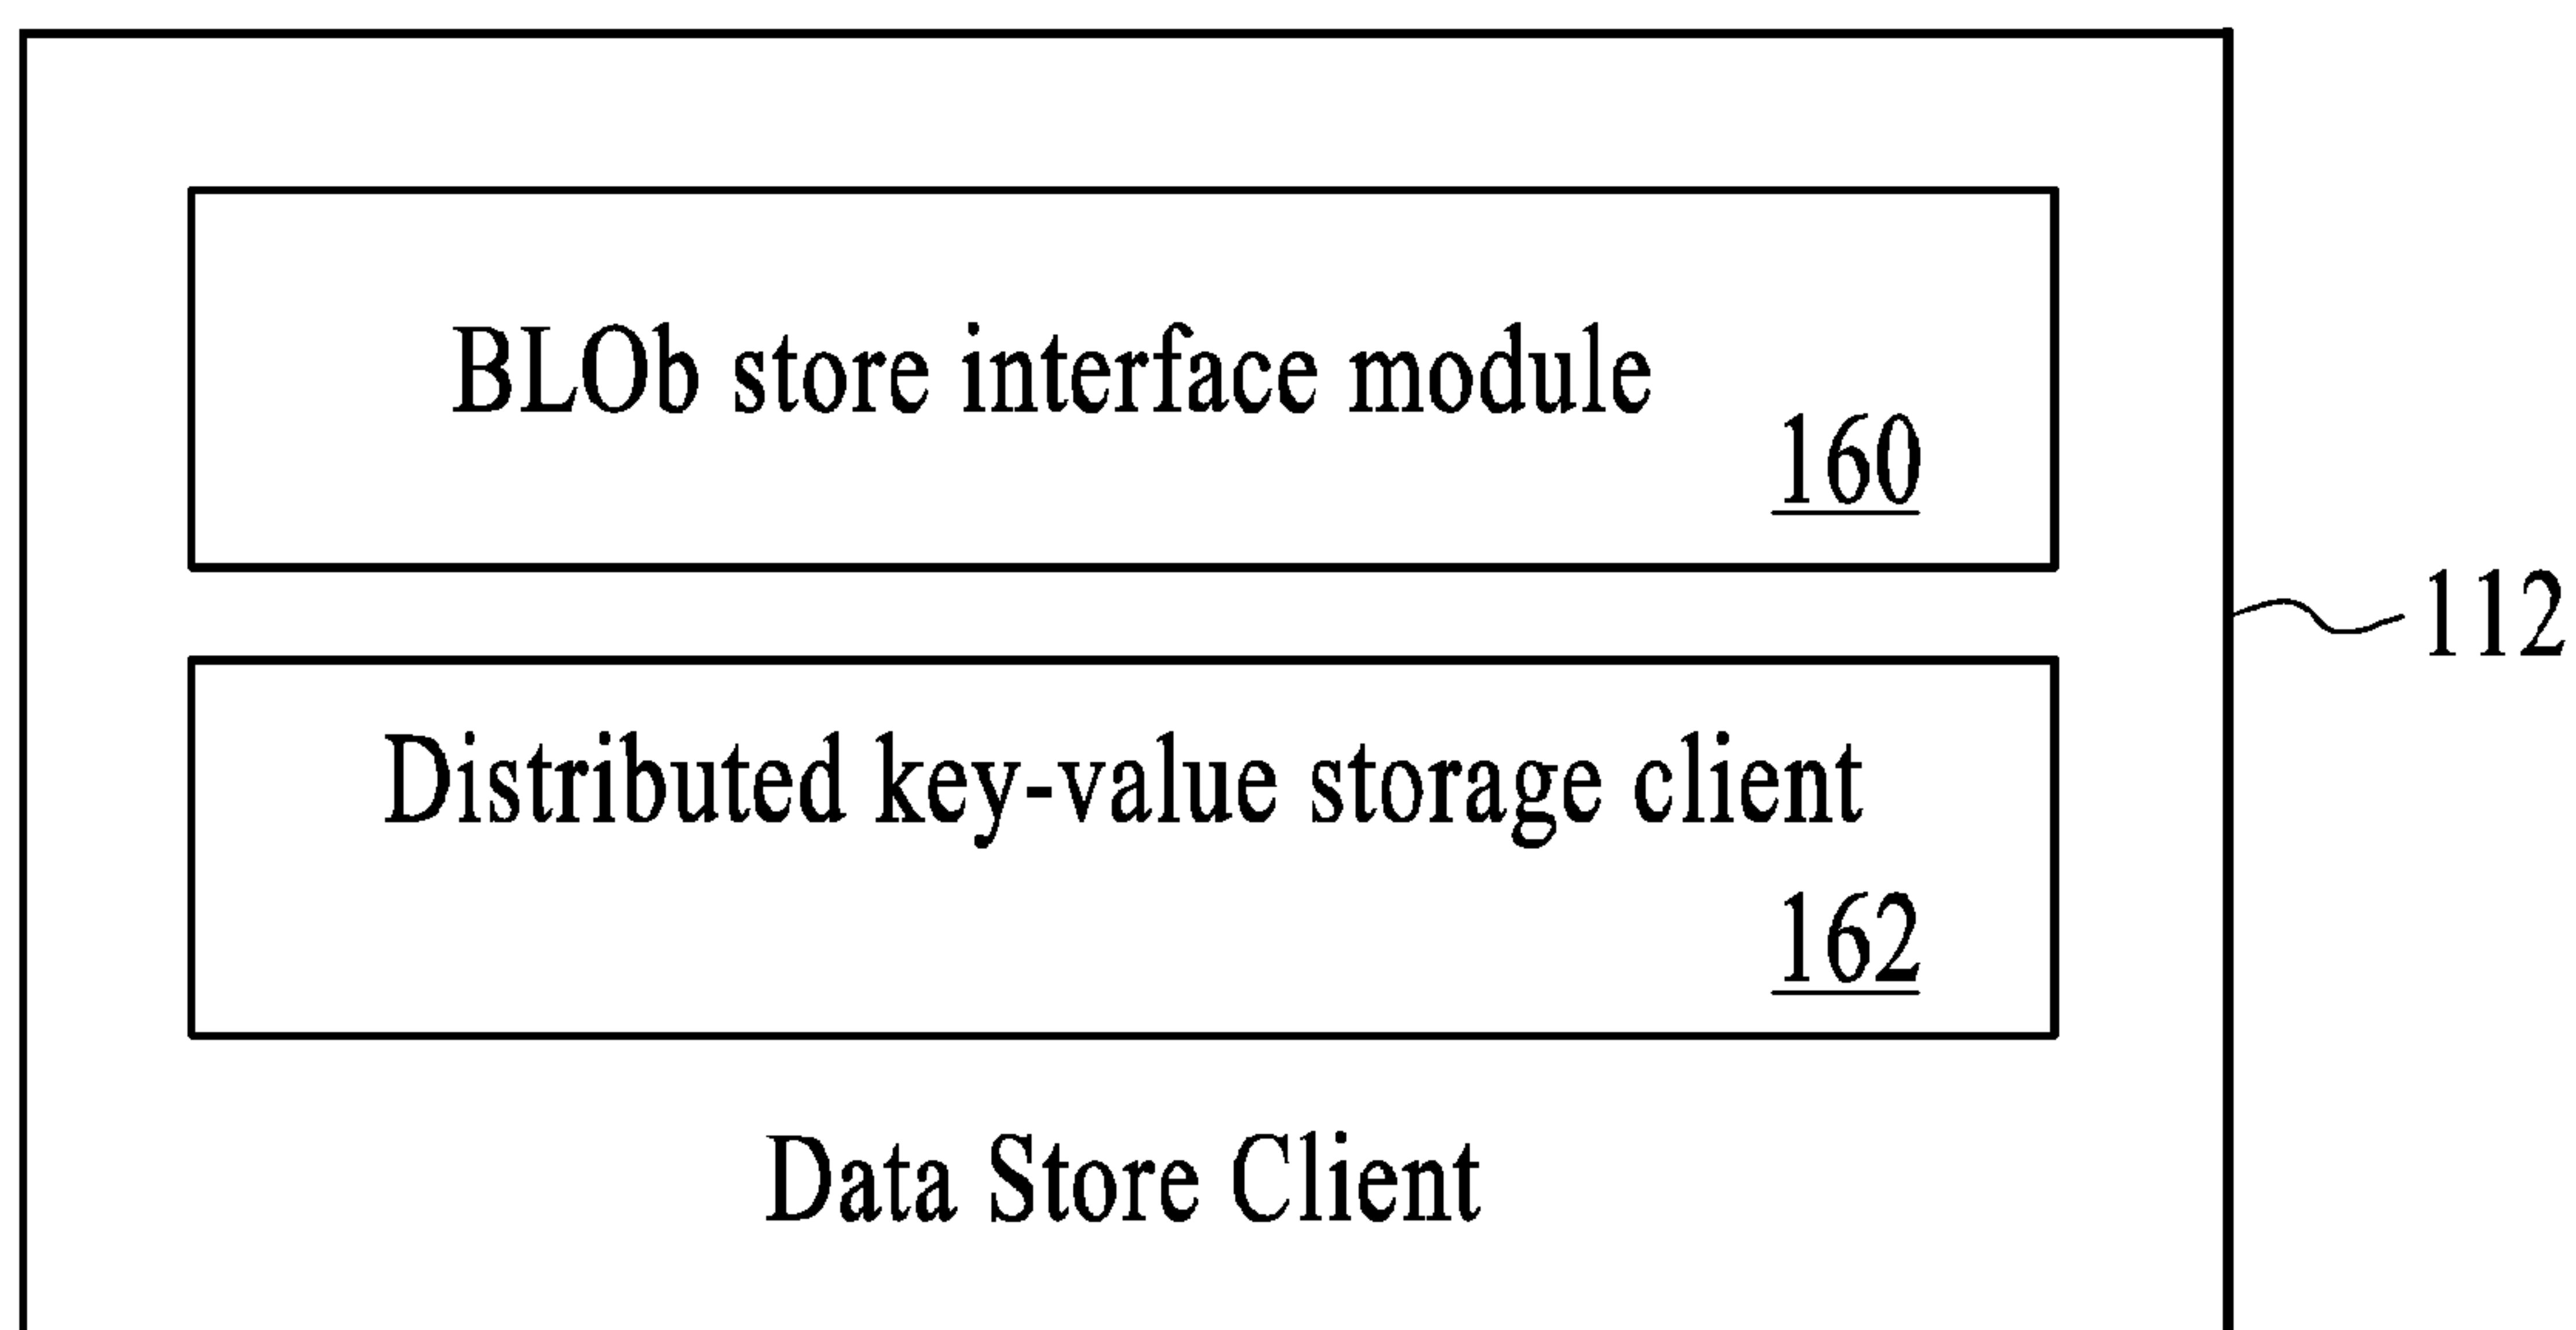 BLOb store interface module
160
112
Distributed key-value storage client
162
Data Store Client